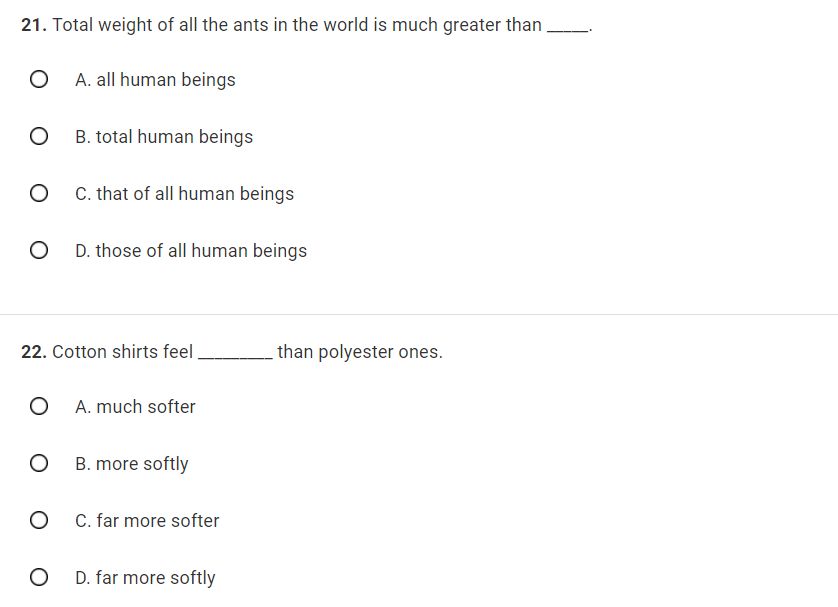 21. Total weight of all the ants in the world is much greater than _____.
A. all human beings
B. total human beings
C. that of all human beings
D. those of all human beings
22. Cotton shirts feel _________ than polyester ones.
A. much softer
B. more softly
C. far more softer
D. far more softly